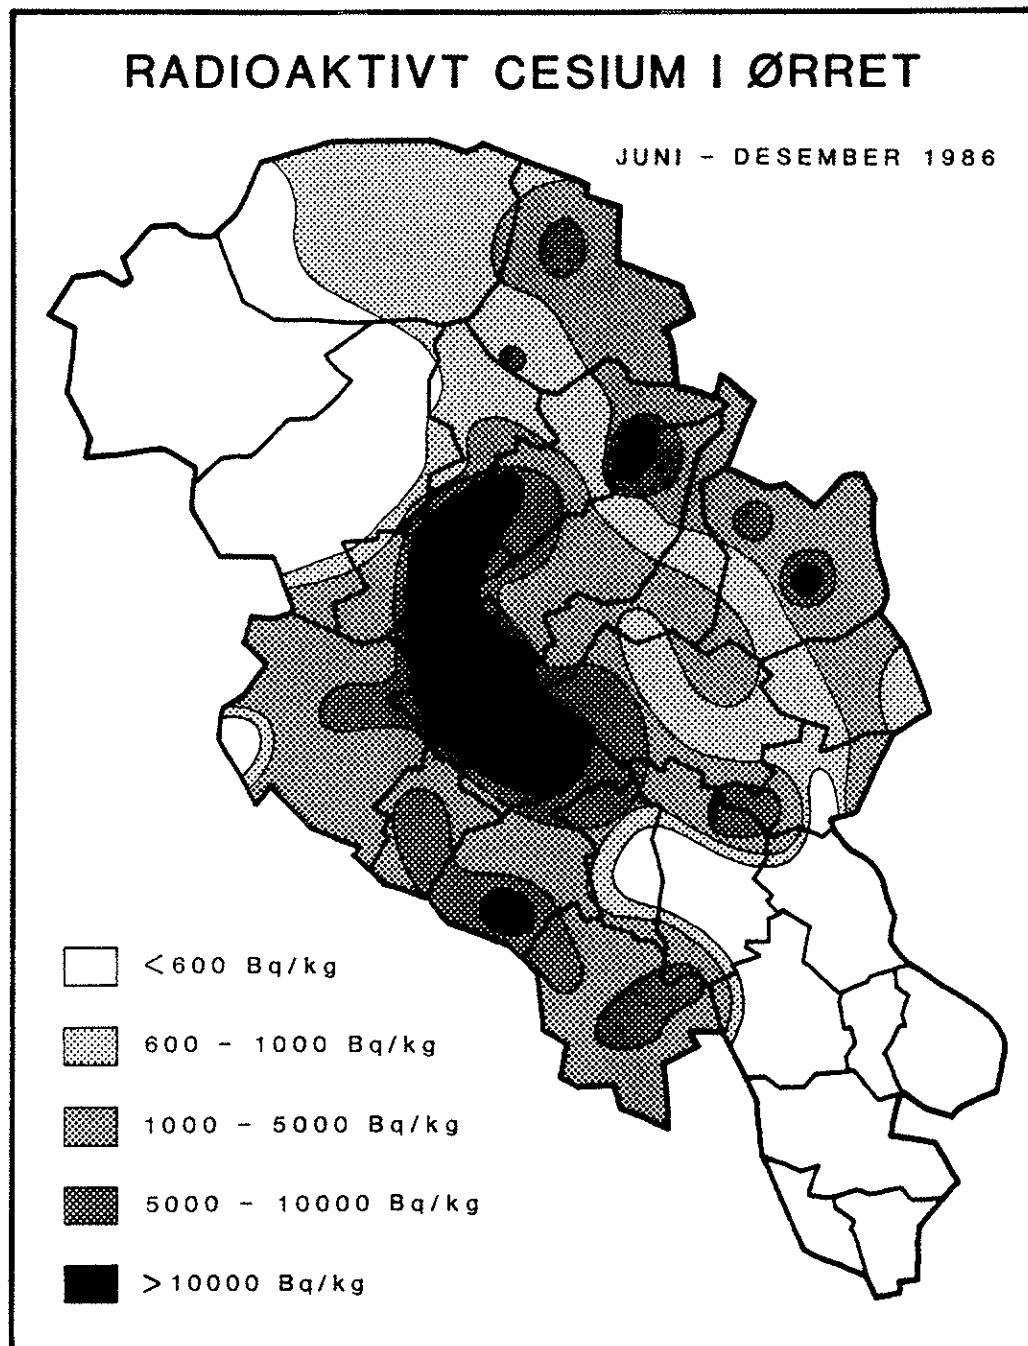 RADIOAKTIVT CESIUM I ØRRET
JUNI - DESEMBER 1986
<600 Bq/kg
600 - 1000 Bq/kg
1000 - 5000 Bq/kg
5000 - 10000 Bq/kg
>10000 Bq/kg